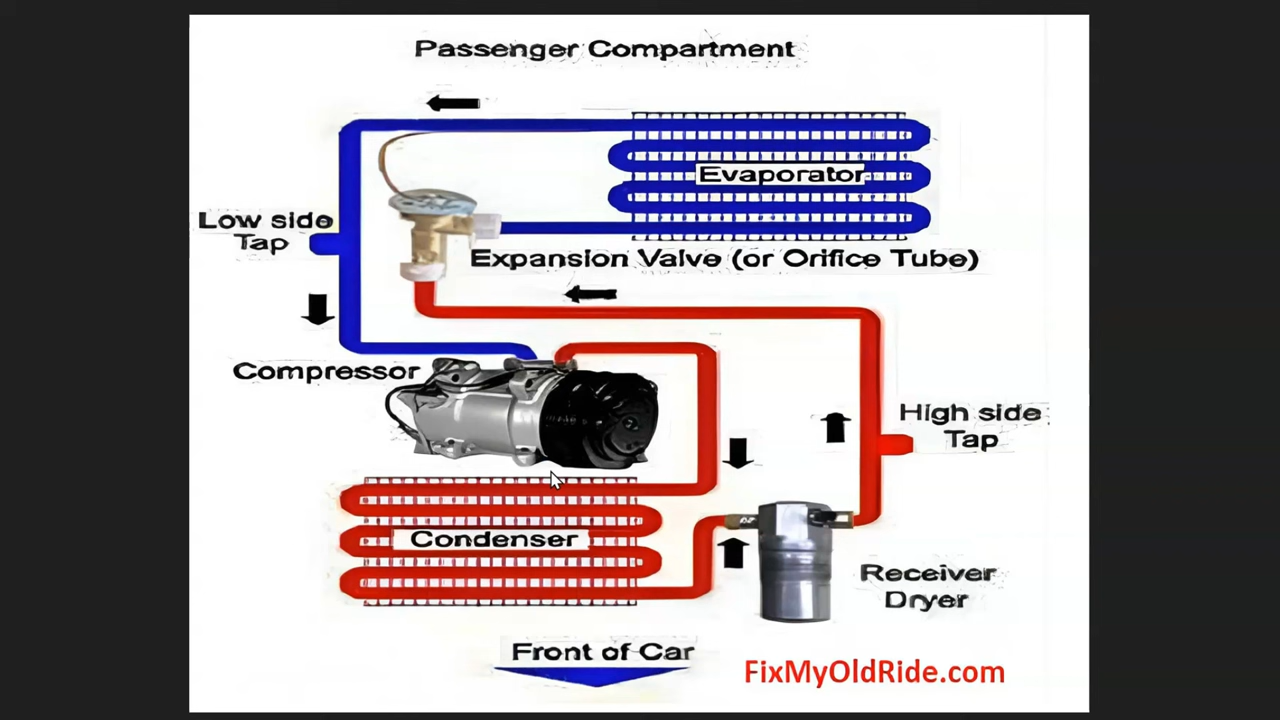 Passenger Compartment
Evaporator
Low side
Tap
Expansion Valve (or Orifice Tube)
Compressor
High side
Tap
Condenser
Receiver
Dryer
Front of Car
FixMyOldRide.com